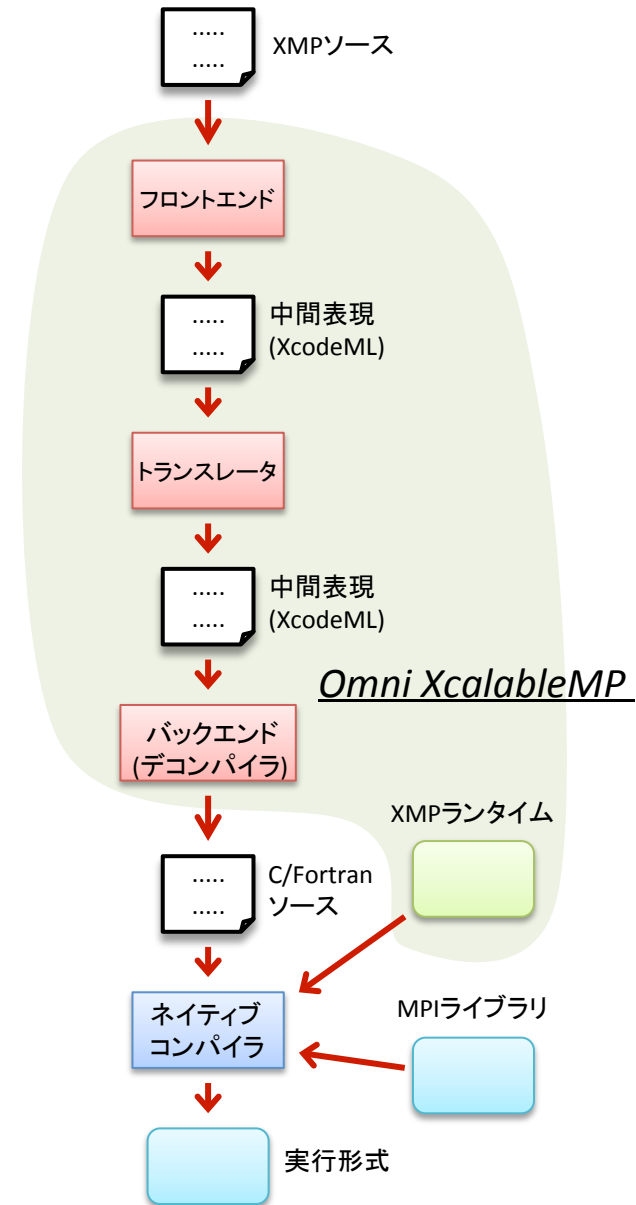 .....
.....
XMPソース
フロントエンド
.....
.....
中間表現
(XcodeML)
トランスレータ
.....
.....
中間表現
(XcodeML)
Omni XcalableMP
バックエンド
(デコンパイラ)
XMPランタイム
.....
.....
C/Fortran
ソース
ネイティブ
コンパイラ
MPIライブラリ
実行形式